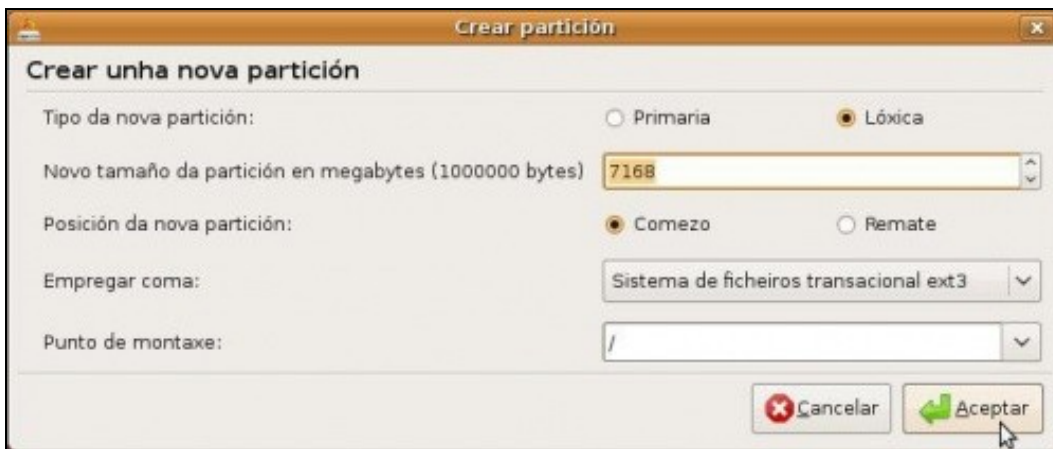 Crear partición
Crear unha nova partición
Tipo da nova partición: Primaria Lóxica
Novo tamaño da partición en megabytes (1000000 bytes) 7168
Posición da nova partición: Comezo Remate
Empregar coma: Sistema de ficheiros transacional ext3
Punto de montaxe: /
Cancelar Aceptar